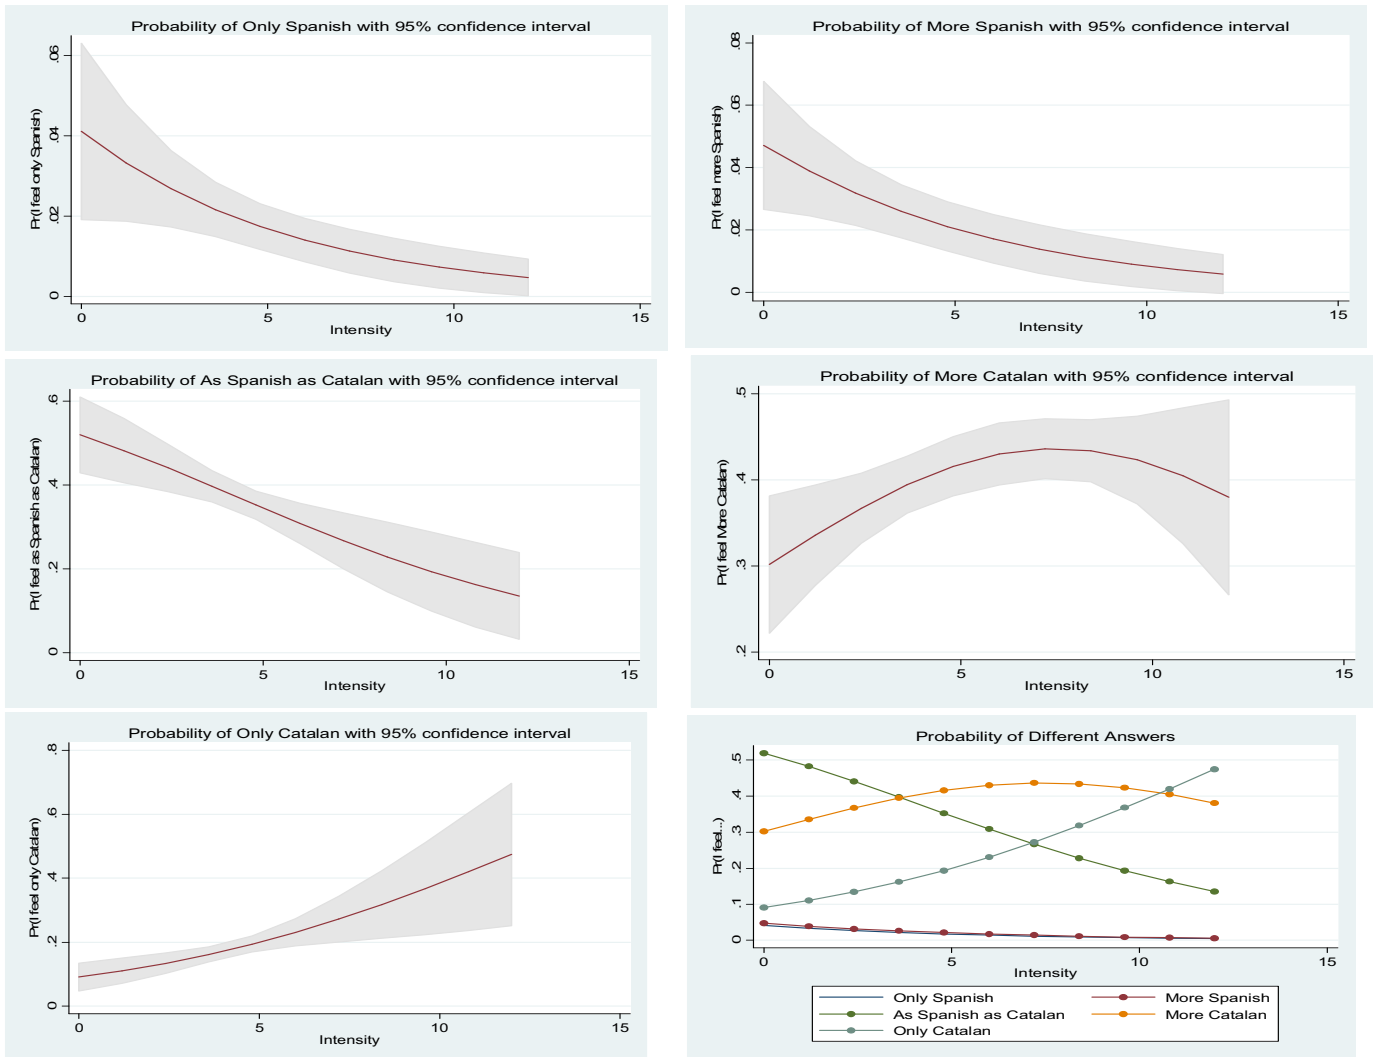 Probability of Only Spanish with 95% confidence interval
Pr(I feel only Spanish)
.06
.04
.02
0
0 5 10 15
Intensity
Probability of More Spanish with 95% confidence interval
Pr(I feel more Spanish)
.08
.06
.04
.02
0
0 5 10 15
Intensity
Probability of As Spanish as Catalan with 95% confidence interval
Pr(I feel as Spanish as Catalan)
.6
.4
.2
0
0 5 10 15
Intensity
Probability of More Catalan with 95% confidence interval
Pr(I feel More Catalan)
.5
.4
.3
.2
0 5 10 15
Intensity
Probability of Only Catalan with 95% confidence interval
Pr(I feel only Catalan)
.8
.6
.4
.2
0
0 5 10 15
Intensity
Probability of Different Answers
Pr(I feel...)
.5
.4
.3
.2
.1
0
0 5 10 15
Intensity
Only Spanish More Spanish
As Spanish as Catalan More Catalan
Only Catalan